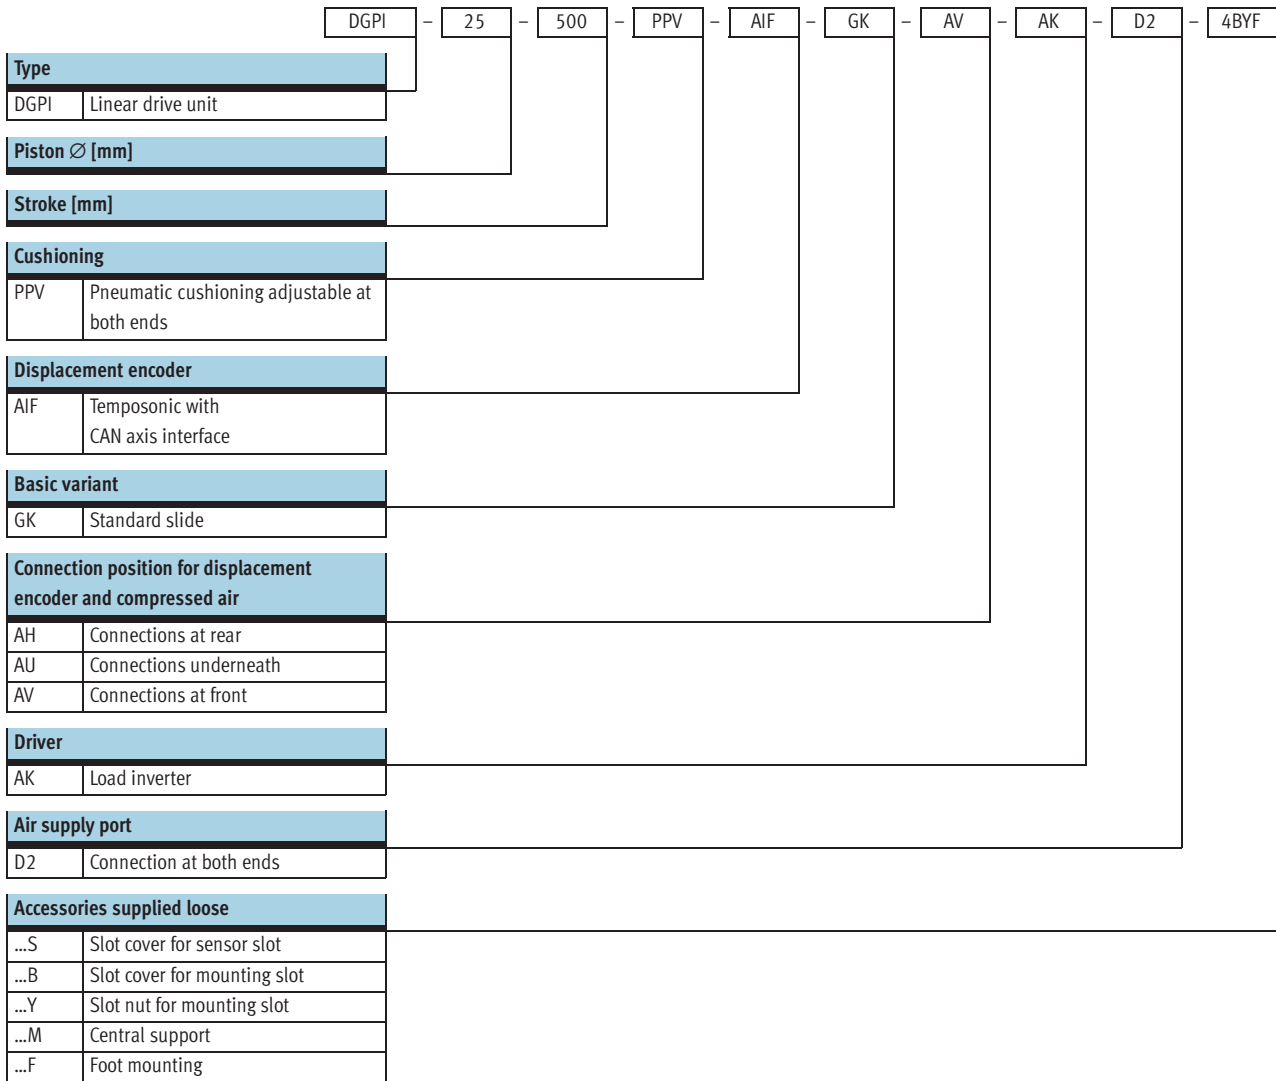 DGPI – 25 – 500 – PPV – AIF – GK – AV – AK – D2 – 4BYF
Type
DGPI Linear drive unit
Piston ∅ [mm]
Stroke [mm]
Cushioning
PPV Pneumatic cushioning adjustable at
both ends
Displacement encoder
AIF Temposonic with
CAN axis interface
Basic variant
GK Standard slide
Connection position for displacement
encoder and compressed air
AH Connections at rear
AU Connections underneath
AV Connections at front
Driver
AK Load inverter
Air supply port
D2 Connection at both ends
Accessories supplied loose
...S Slot cover for sensor slot
...B Slot cover for mounting slot
...Y Slot nut for mounting slot
...M Central support
...F Foot mounting